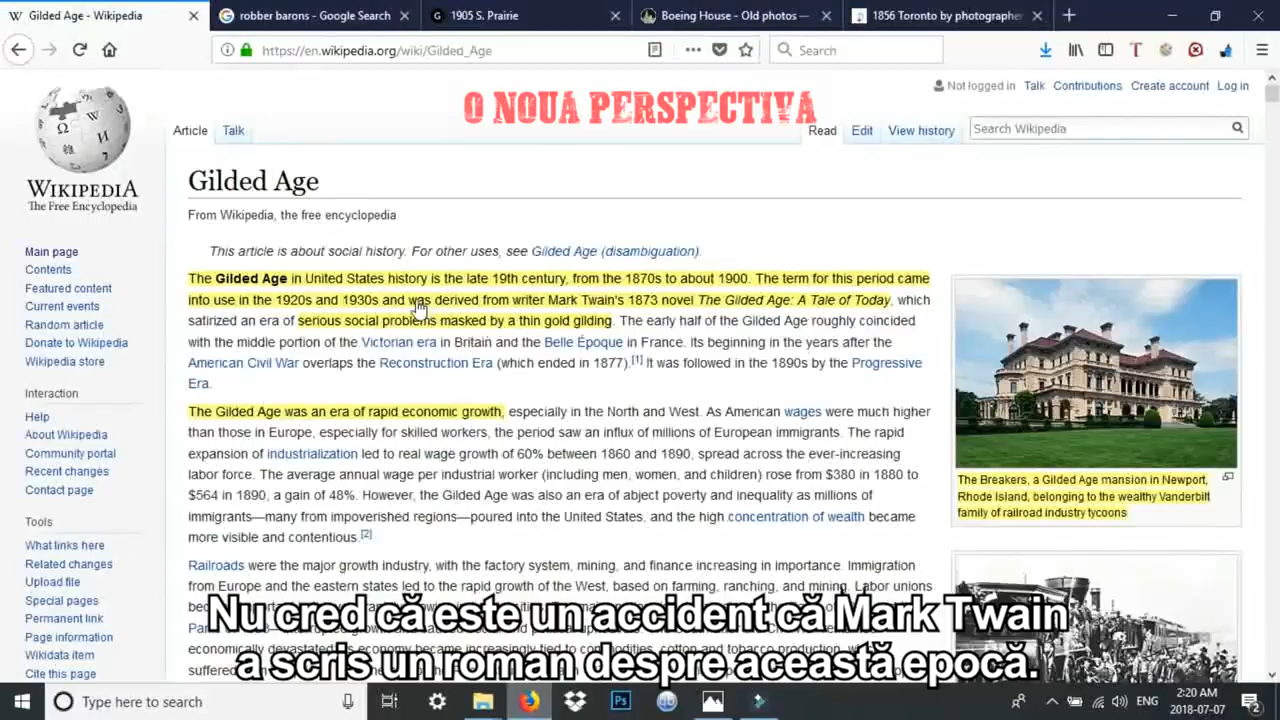 Gilded Age - Wikipedia
robber barons - Google Search
1905 S. Prairie
Boeing House - Old photos —
1856 Toronto by photographer
https://en.wikipedia.org/wiki/Gilded_Age
Search
Not logged in Talk Contributions Create account Log in
O NOUA PERSPECTIVA
Article Talk Read Edit View history Search Wikipedia
WIKIPEDIA
The Free Encyclopedia
Gilded Age
From Wikipedia, the free encyclopedia
This article is about social history. For other uses, see Gilded Age (disambiguation).
The Gilded Age in United States history is the late 19th century, from the 1870s to about 1900. The term for this period came
into use in the 1920s and 1930s and was derived from writer Mark Twain's 1873 novel The Gilded Age: A Tale of Today, which
satirized an era of serious social problems masked by a thin gold gilding. The early half of the Gilded Age roughly coincided
with the middle portion of the Victorian era in Britain and the Belle Époque in France. Its beginning in the years after the
American Civil War overlaps the Reconstruction Era (which ended in 1877).[1] It was followed in the 1890s by the Progressive
Era.
The Gilded Age was an era of rapid economic growth, especially in the North and West. As American wages were much higher
than those in Europe, especially for skilled workers, the period saw an influx of millions of European immigrants. The rapid
expansion of industrialization led to real wage growth of 60% between 1860 and 1890, spread across the ever-increasing
labor force. The average annual wage per industrial worker (including men, women, and children) rose from $380 in 1880 to
$564 in 1890, a gain of 48%. However, the Gilded Age was also an era of abject poverty and inequality as millions of
immigrants—many from impoverished regions—poured into the United States, and the high concentration of wealth became
more visible and contentious.[2]
Railroads were the major growth industry, with the factory system, mining, and finance increasing in importance. Immigration
from Europe and the eastern states led to the rapid growth of the West, based on farming, ranching, and mining. Labor unions
The Breakers, a Gilded Age mansion in Newport,
Rhode Island, belonging to the wealthy Vanderbilt
family of railroad industry tycoons
Main page
Contents
Featured content
Current events
Random article
Donate to Wikipedia
Wikipedia store
Interaction
Help
About Wikipedia
Community portal
Recent changes
Contact page
Tools
What links here
Related changes
Upload file
Special pages
Permanent link
Page information
Wikidata item
Cite this page
Nu cred că este un accident că Mark Twain
a scris un roman despre această epocă.
Type here to search
ENG
2:20 AM
2018-07-07
2